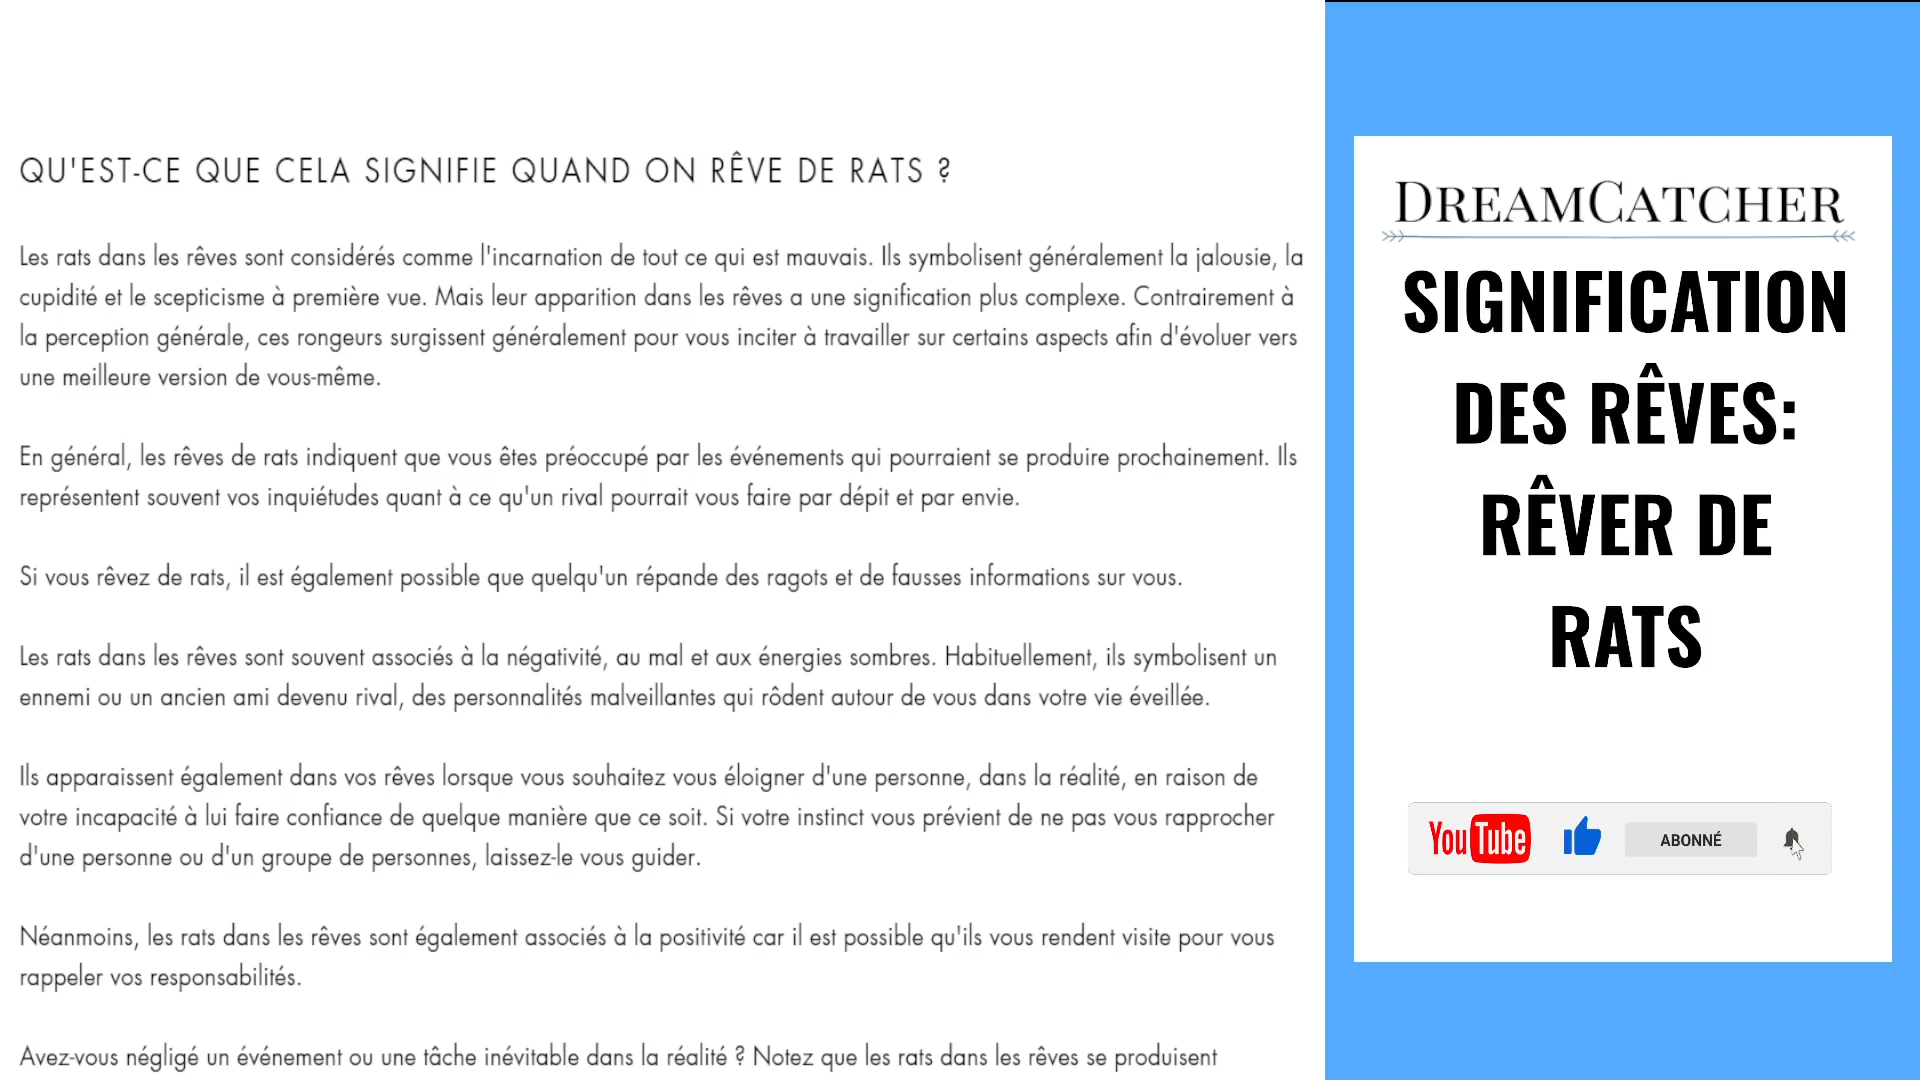 QU'EST-CE QUE CELA SIGNIFIE QUAND ON RÊVE DE RATS ?
Les rats dans les rêves sont considérés comme l'incarnation de tout ce qui est mauvais. Ils symbolisent généralement la jalousie, la
cupidité et le scepticisme à première vue. Mais leur apparition dans les rêves a une signification plus complexe. Contrairement à
la perception générale, ces rongeurs surgissent généralement pour vous inciter à travailler sur certains aspects afin d'évoluer vers
une meilleure version de vous-même.
En général, les rêves de rats indiquent que vous êtes préoccupé par les événements qui pourraient se produire prochainement. Ils
représentent souvent vos inquiétudes quant à ce qu'un rival pourrait vous faire par dépit et par envie.
Si vous rêvez de rats, il est également possible que quelqu'un répande des ragots et de fausses informations sur vous.
Les rats dans les rêves sont souvent associés à la négativité, au mal et aux énergies sombres. Habituellement, ils symbolisent un
ennemi ou un ancien ami devenu rival, des personnalités malveillantes qui rôdent autour de vous dans votre vie éveillée.
Ils apparaissent également dans vos rêves lorsque vous souhaitez vous éloigner d'une personne, dans la réalité, en raison de
votre incapacité à lui faire confiance de quelque manière que ce soit. Si votre instinct vous prévient de ne pas vous rapprocher
d'une personne ou d'un groupe de personnes, laissez-le vous guider.
Néanmoins, les rats dans les rêves sont également associés à la positivité car il est possible qu'ils vous rendent visite pour vous
rappeler vos responsabilités.
Avez-vous négligé un événement ou une tâche inévitable dans la réalité ? Notez que les rats dans les rêves se produisent
DREAMCATCHER
SIGNIFICATION
DES RÊVES:
RÊVER DE
RATS
YouTube
ABONNÉ